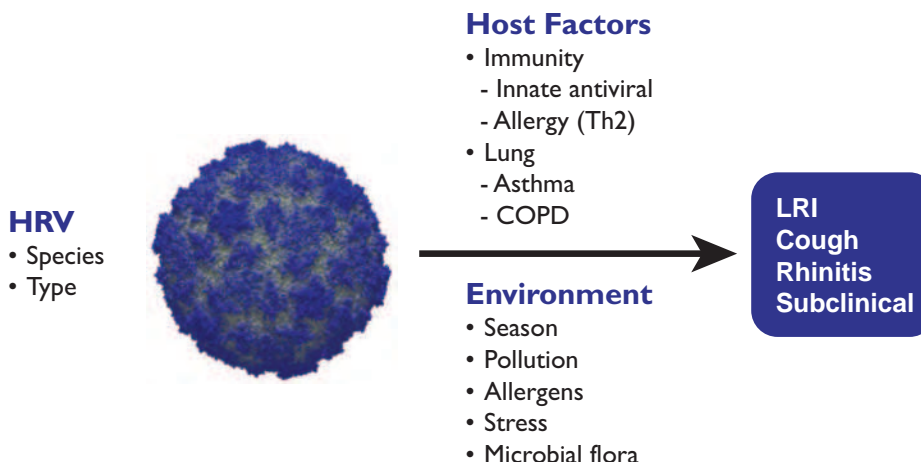 HRV
• Species
• Type
Host Factors
• Immunity
- Innate antiviral
- Allergy (Th2)
• Lung
- Asthma
- COPD
Environment
• Season
• Pollution
• Allergens
• Stress
• Microbial flora
LRI
Cough
Rhinitis
Subclinical